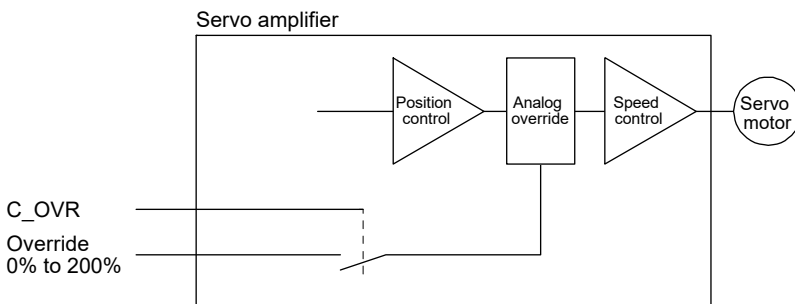 Servo amplifier
Position
control
Analog
override
Speed
control
Servo
motor
C_OVR
Override
0% to 200%